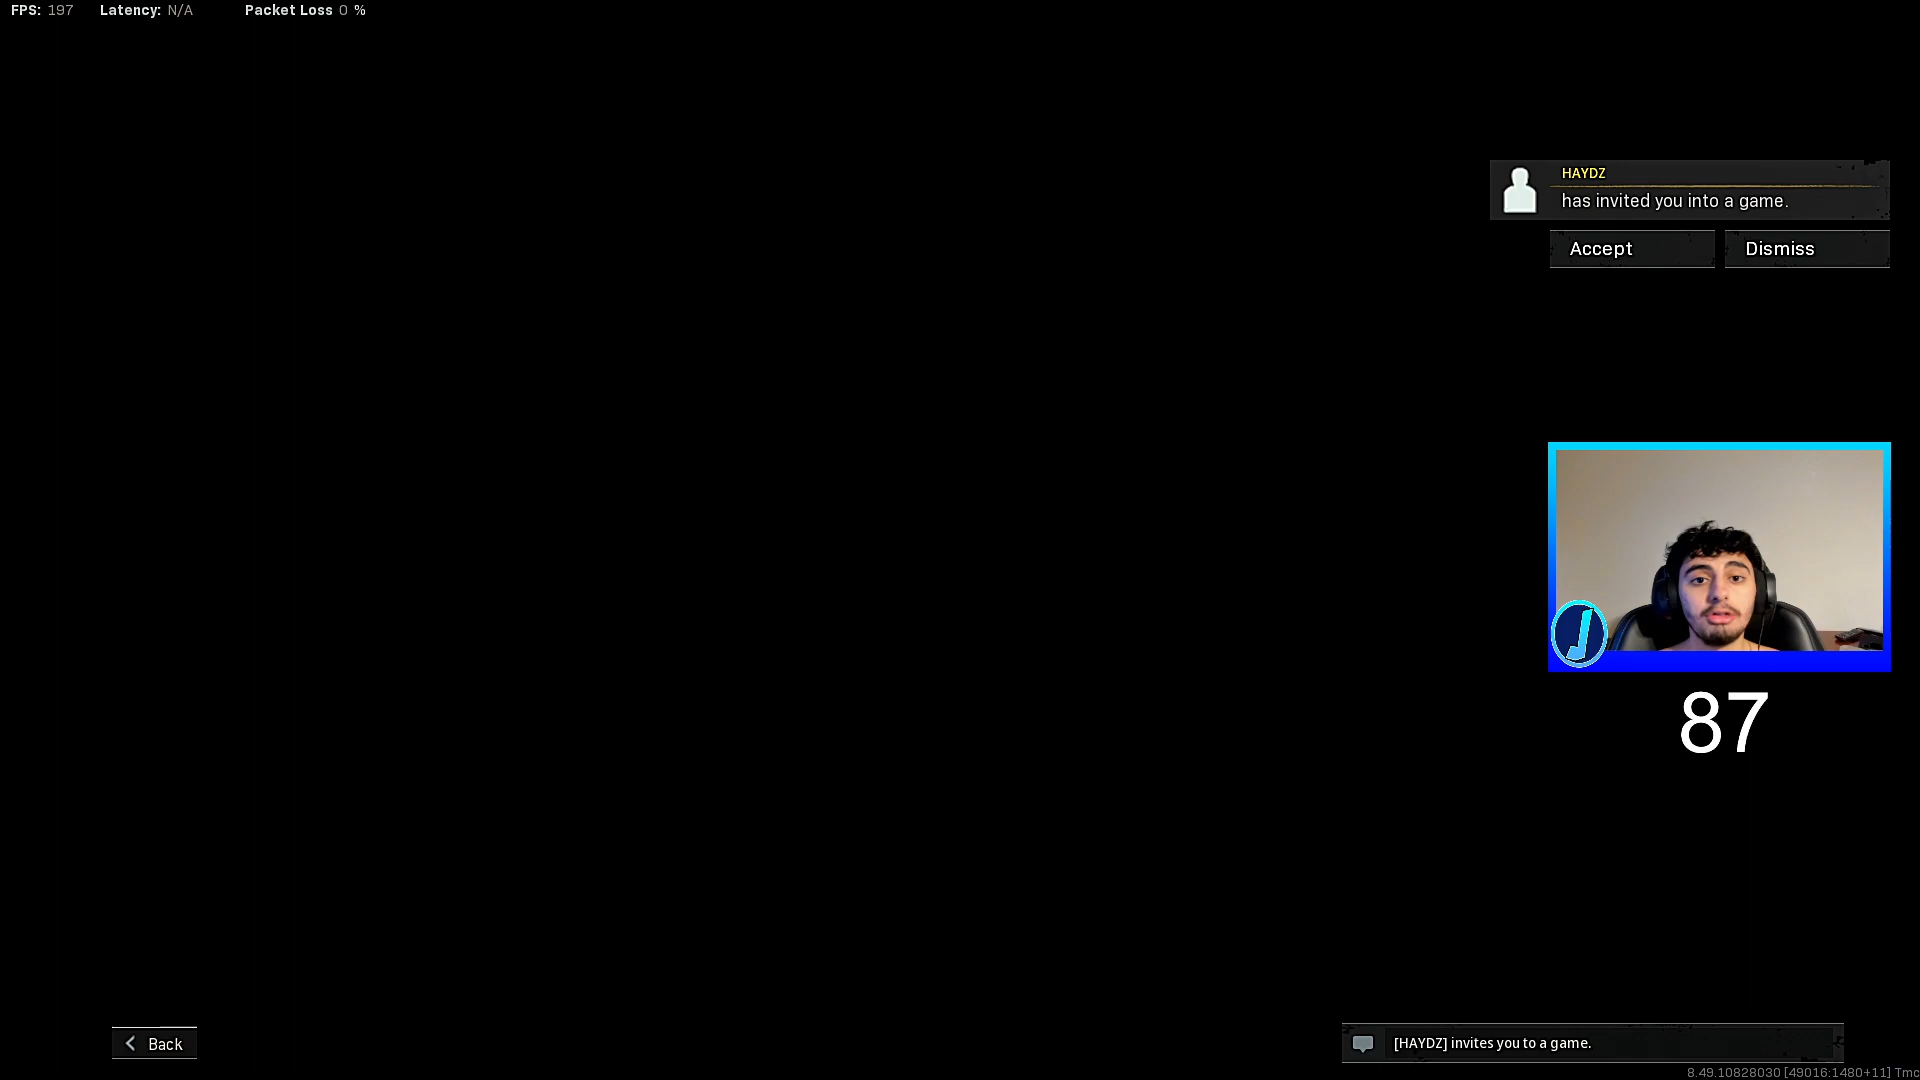 FPS: 197 Latency: N/A Packet Loss 0 %
HAYDZ
has invited you into a game.
Accept Dismiss
J
87
Back
[HAYDZ] invites you to a game.
8.49.10828030 [49016:1480+11] Tmc